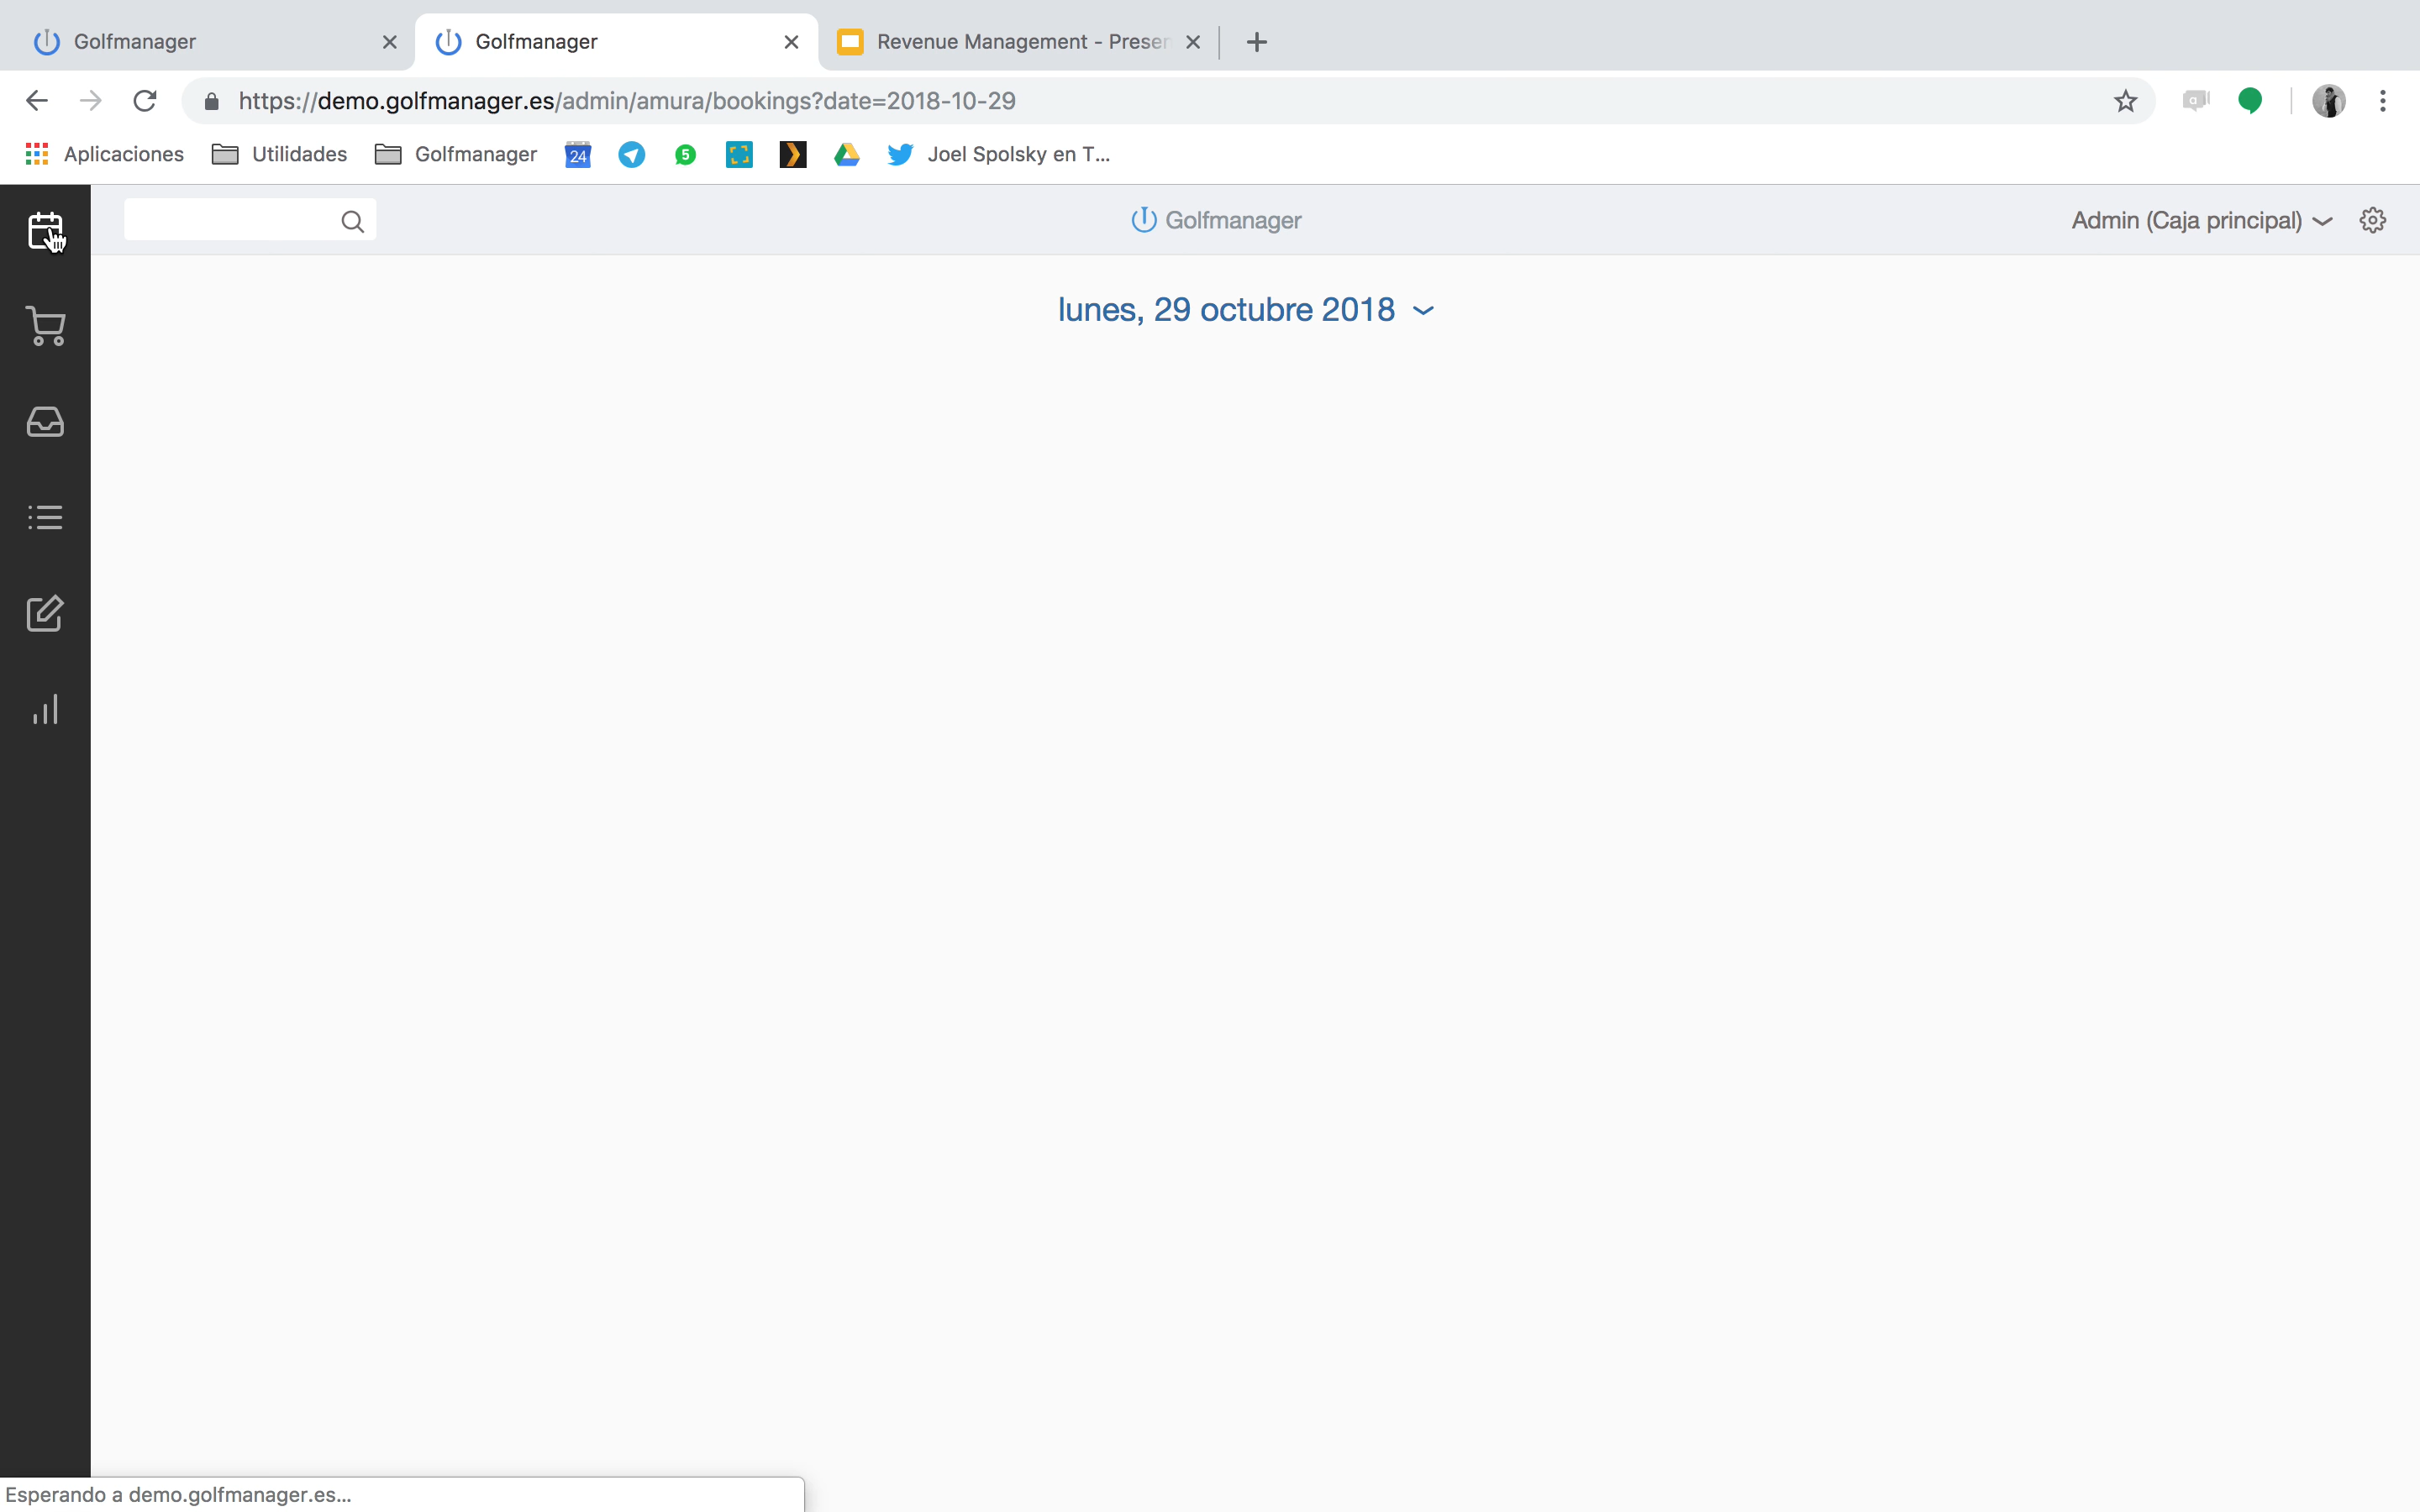 Golfmanager
Golfmanager
Revenue Management - Presen
https://demo.golfmanager.es/admin/amura/bookings?date=2018-10-29
Aplicaciones
Utilidades
Golfmanager
24
5
Joel Spolsky en T...
Golfmanager
Admin (Caja principal)
lunes, 29 octubre 2018
Esperando a demo.golfmanager.es...